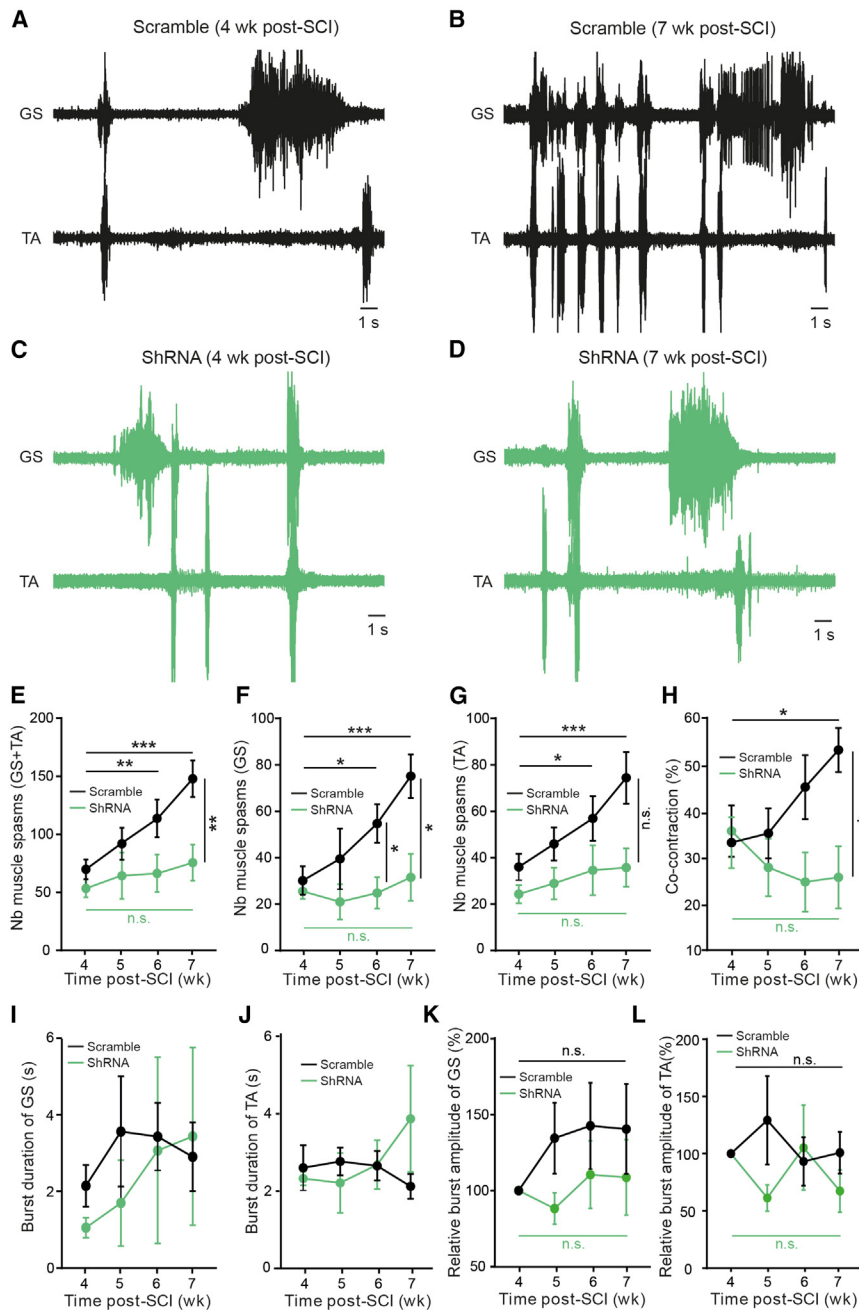 A
Scramble (4 wk post-SCI)
GS
TA
1 s
B
Scramble (7 wk post-SCI)
GS
TA
1 s
C
ShRNA (4 wk post-SCI)
GS
TA
1 s
D
ShRNA (7 wk post-SCI)
GS
TA
1 s
E
Nb muscle spasms (GS+TA)
200
150
100
50
0
***
**
Scramble
ShRNA
**
n.s.
4 5 6 7
Time post-SCI (wk)
F
Nb muscle spasms (GS)
100
80
60
40
20
0
***
*
Scramble
ShRNA
*
*
n.s.
4 5 6 7
Time post-SCI (wk)
G
Nb muscle spasms (TA)
100
80
60
40
20
0
***
*
Scramble
ShRNA
n.s.
4 5 6 7
Time post-SCI (wk)
H
Co-contraction (%)
60
50
40
30
20
10
*
Scramble
ShRNA
n.s.
4 5 6 7
Time post-SCI (wk)
I
Burst duration of GS (s)
6
4
2
0
Scramble
ShRNA
4 5 6 7
Time post-SCI (wk)
J
Burst duration of TA (s)
6
4
2
0
Scramble
ShRNA
4 5 6 7
Time post-SCI (wk)
K
Relative burst amplitude of GS (%)
200
150
100
50
n.s.
Scramble
ShRNA
n.s.
4 5 6 7
Time post-SCI (wk)
L
Relative burst amplitude of TA(%)
200
150
100
50
0
Scramble
ShRNA
n.s.
n.s.
4 5 6 7
Time post-SCI (wk)